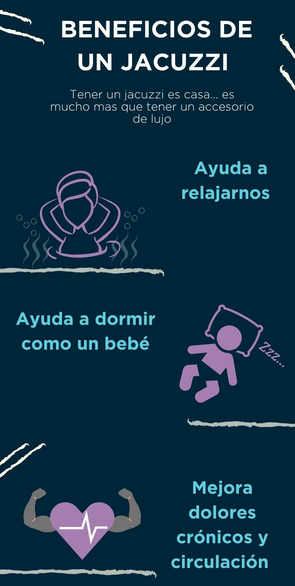 BENEFICIOS DE
UN JACUZZI
Tener un jacuzzi es casa... es
mucho mas que tener un accesorio
de lujo
Ayuda a
relajarnos
Ayuda a dormir
como un bebé
Zzz...
Mejora
dolores
crónicos y
circulación